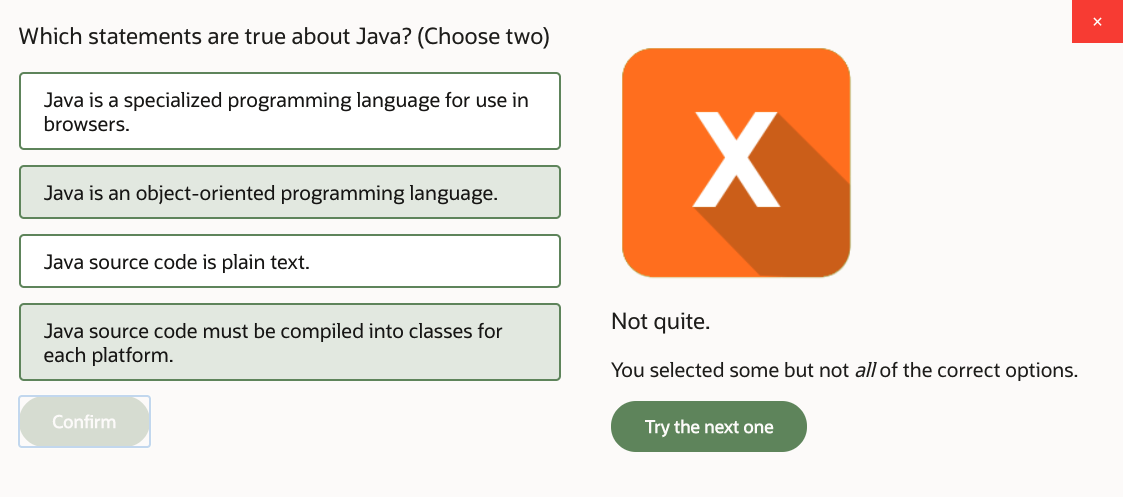 Which statements are true about Java? (Choose two)
Java is a specialized programming language for use in
browsers.
Java is an object-oriented programming language.
Java source code is plain text.
Java source code must be compiled into classes for
each platform.
Confirm
×
X
Not quite.
You selected some but not all of the correct options.
Try the next one